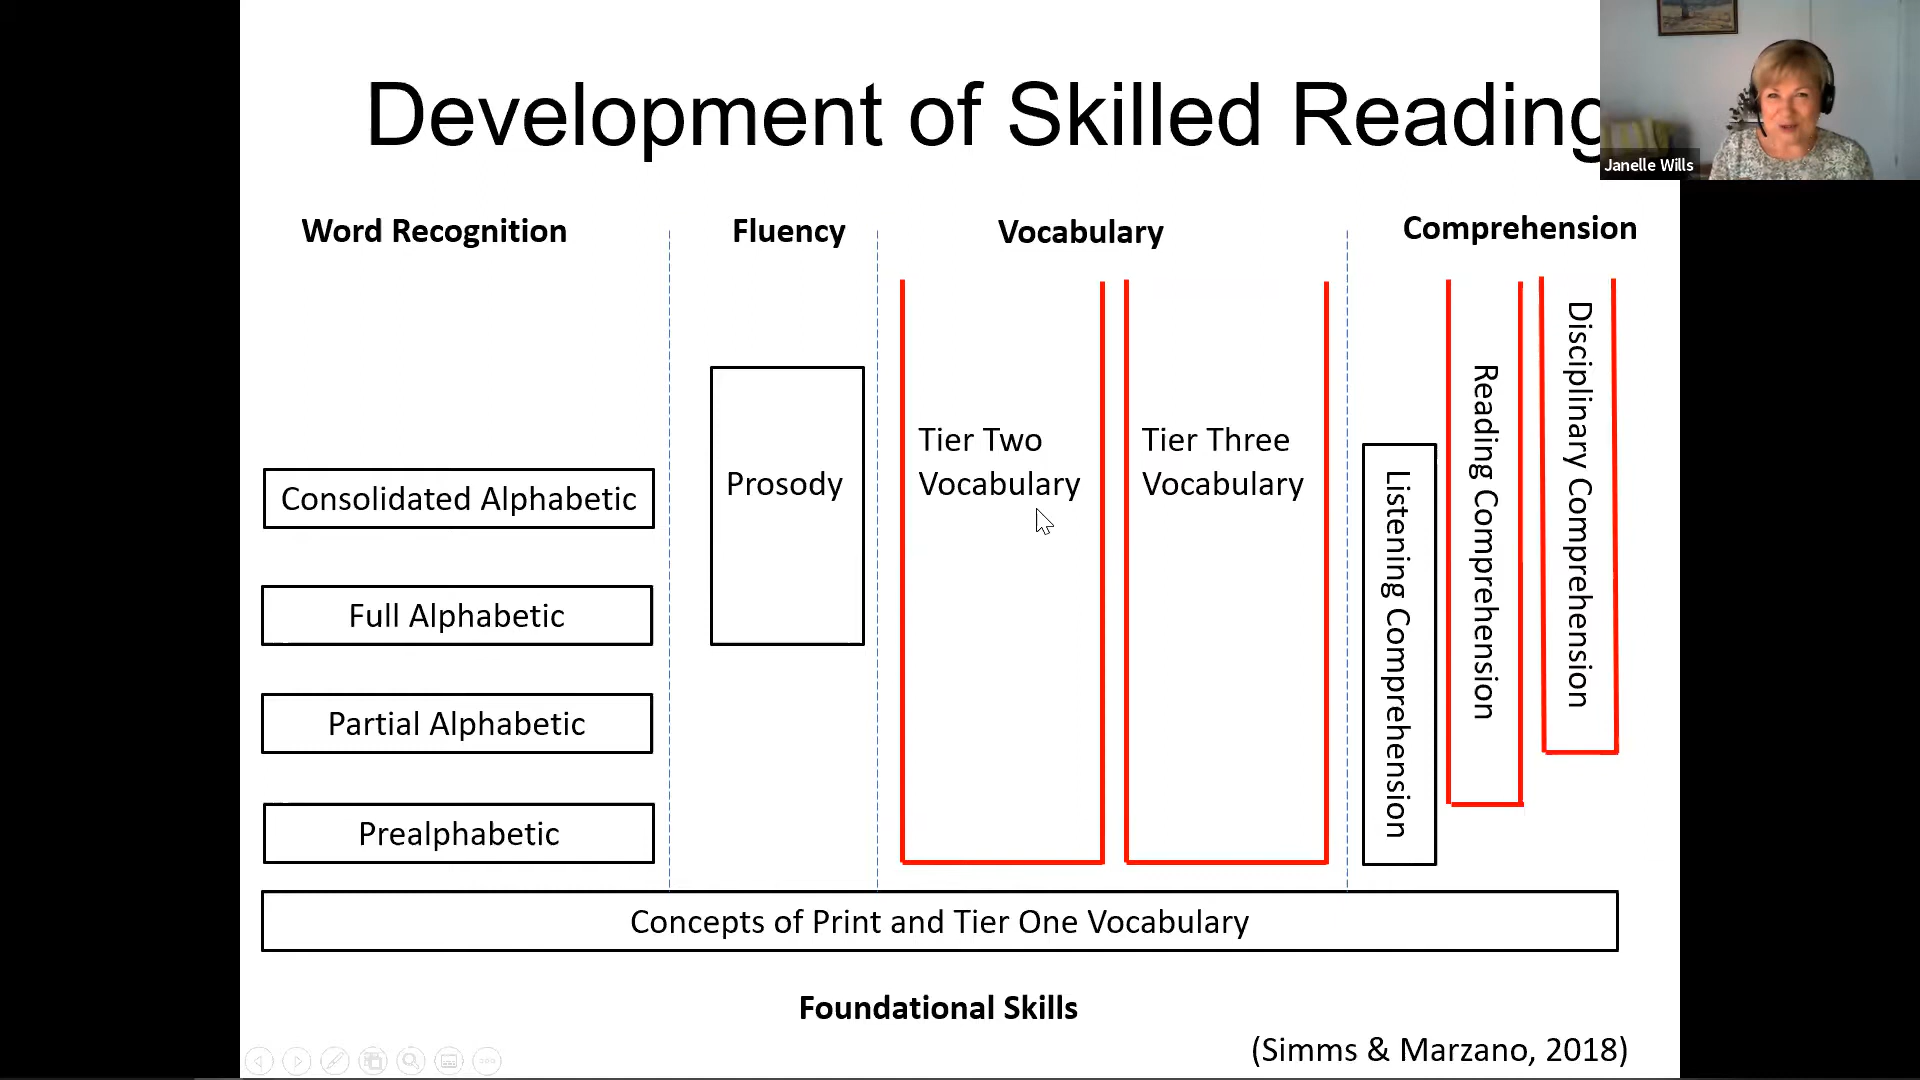 Development of Skilled Reading
Janelle Wills
Word Recognition
Fluency
Vocabulary
Comprehension
Consolidated Alphabetic
Full Alphabetic
Partial Alphabetic
Prealphabetic
Prosody
Tier Two
Vocabulary
Tier Three
Vocabulary
Listening Comprehension
Reading Comprehension
Disciplinary Comprehension
Concepts of Print and Tier One Vocabulary
Foundational Skills
(Simms & Marzano, 2018)